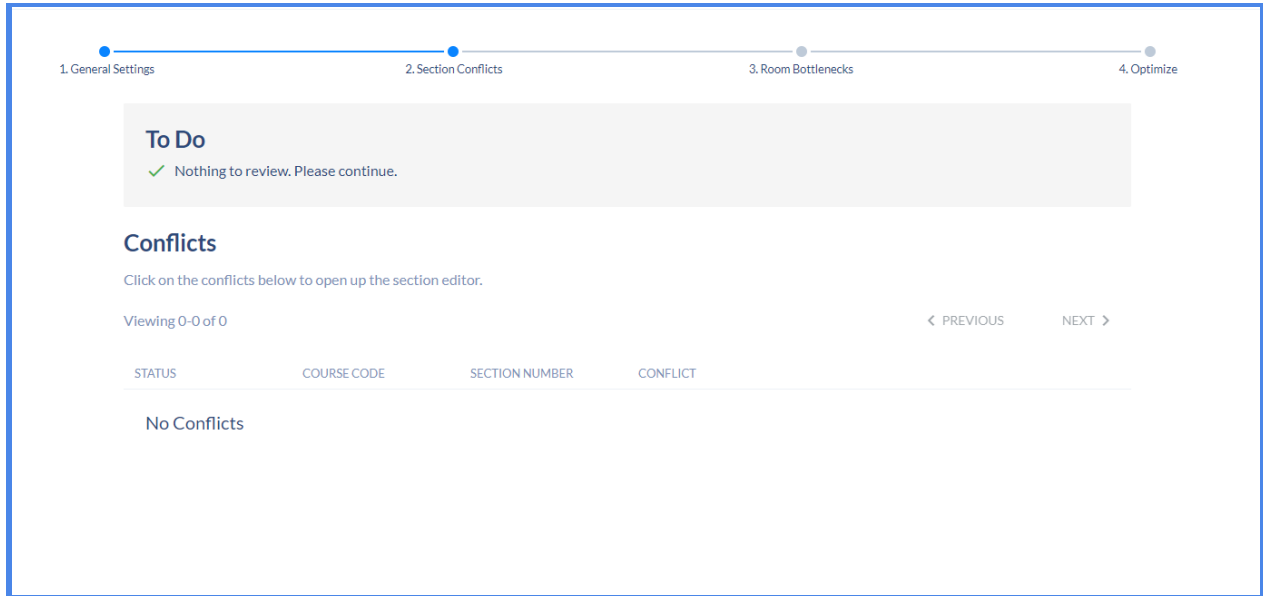 1. General Settings 2. Section Conflicts 3. Room Bottlenecks 4. Optimize
To Do
Nothing to review. Please continue.
Conflicts
Click on the conflicts below to open up the section editor.
Viewing 0-0 of 0 PREVIOUS NEXT
STATUS COURSE CODE SECTION NUMBER CONFLICT
No Conflicts